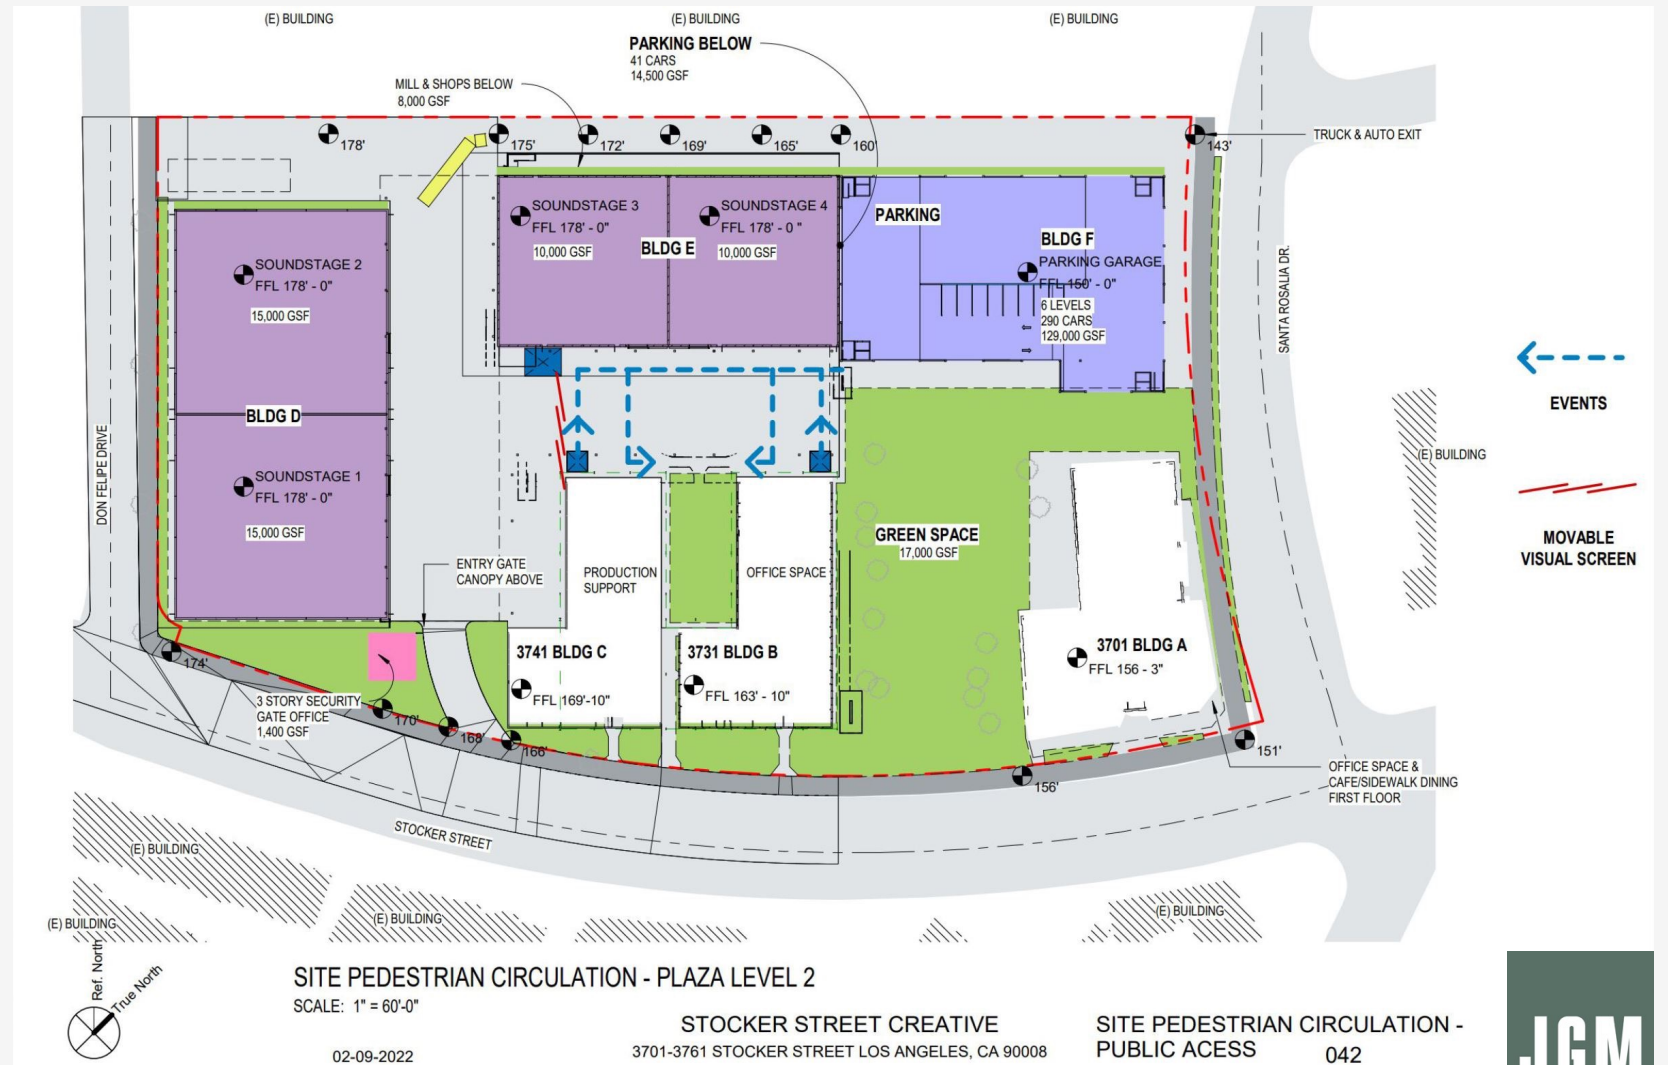 (E) BUILDING
(E) BUILDING
(E) BUILDING
PARKING BELOW
41 CARS
14,500 GSF
MILL & SHOPS BELOW
8,000 GSF
178'
175'
172'
169'
165'
160'
143'
TRUCK & AUTO EXIT
SOUNDSTAGE 3
FFL 178' - 0"
10,000 GSF
BLDG E
SOUNDSTAGE 4
FFL 178' - 0 "
10,000 GSF
PARKING
BLDG F
PARKING GARAGE
FFL 150' - 0"
6 LEVELS
290 CARS
129,000 GSF
SOUNDSTAGE 2
FFL 178' - 0"
15,000 GSF
BLDG D
SOUNDSTAGE 1
FFL 178' - 0"
15,000 GSF
DON FELIPE DRIVE
SANTA ROSALIA DR.
EVENTS
(E) BUILDING
MOVABLE
VISUAL SCREEN
ENTRY GATE
CANOPY ABOVE
PRODUCTION
SUPPORT
OFFICE SPACE
GREEN SPACE
17,000 GSF
3741 BLDG C
FFL 169'-10"
3731 BLDG B
FFL 163' - 10"
3701 BLDG A
FFL 156 - 3"
174'
3 STORY SECURITY
GATE OFFICE
1,400 GSF
170'
168'
166'
156'
151'
OFFICE SPACE &
CAFE/SIDEWALK DINING
FIRST FLOOR
STOCKER STREET
(E) BUILDING
(E) BUILDING
(E) BUILDING
(E) BUILDING
Ref. North
True North
SITE PEDESTRIAN CIRCULATION - PLAZA LEVEL 2
SCALE: 1" = 60'-0"
02-09-2022
STOCKER STREET CREATIVE
3701-3761 STOCKER STREET LOS ANGELES, CA 90008
SITE PEDESTRIAN CIRCULATION -
PUBLIC ACESS
042
JGM